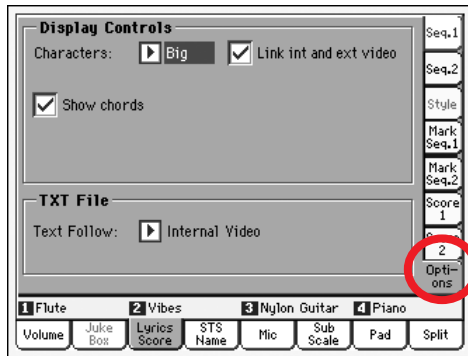 Display Controls
Characters: Big Link int and ext video
Show chords
TXT File
Text Follow: Internal Video
Seq.1
Seq.2
Style
Mark
Seq.1
Mark
Seq.2
Score
1
2
Opti-
ons
1 Flute 2 Vibes 3 Nylon Guitar 4 Piano
Volume
Juke
Box
Lyrics
Score
STS
Name
Mic
Sub
Scale
Pad
Split